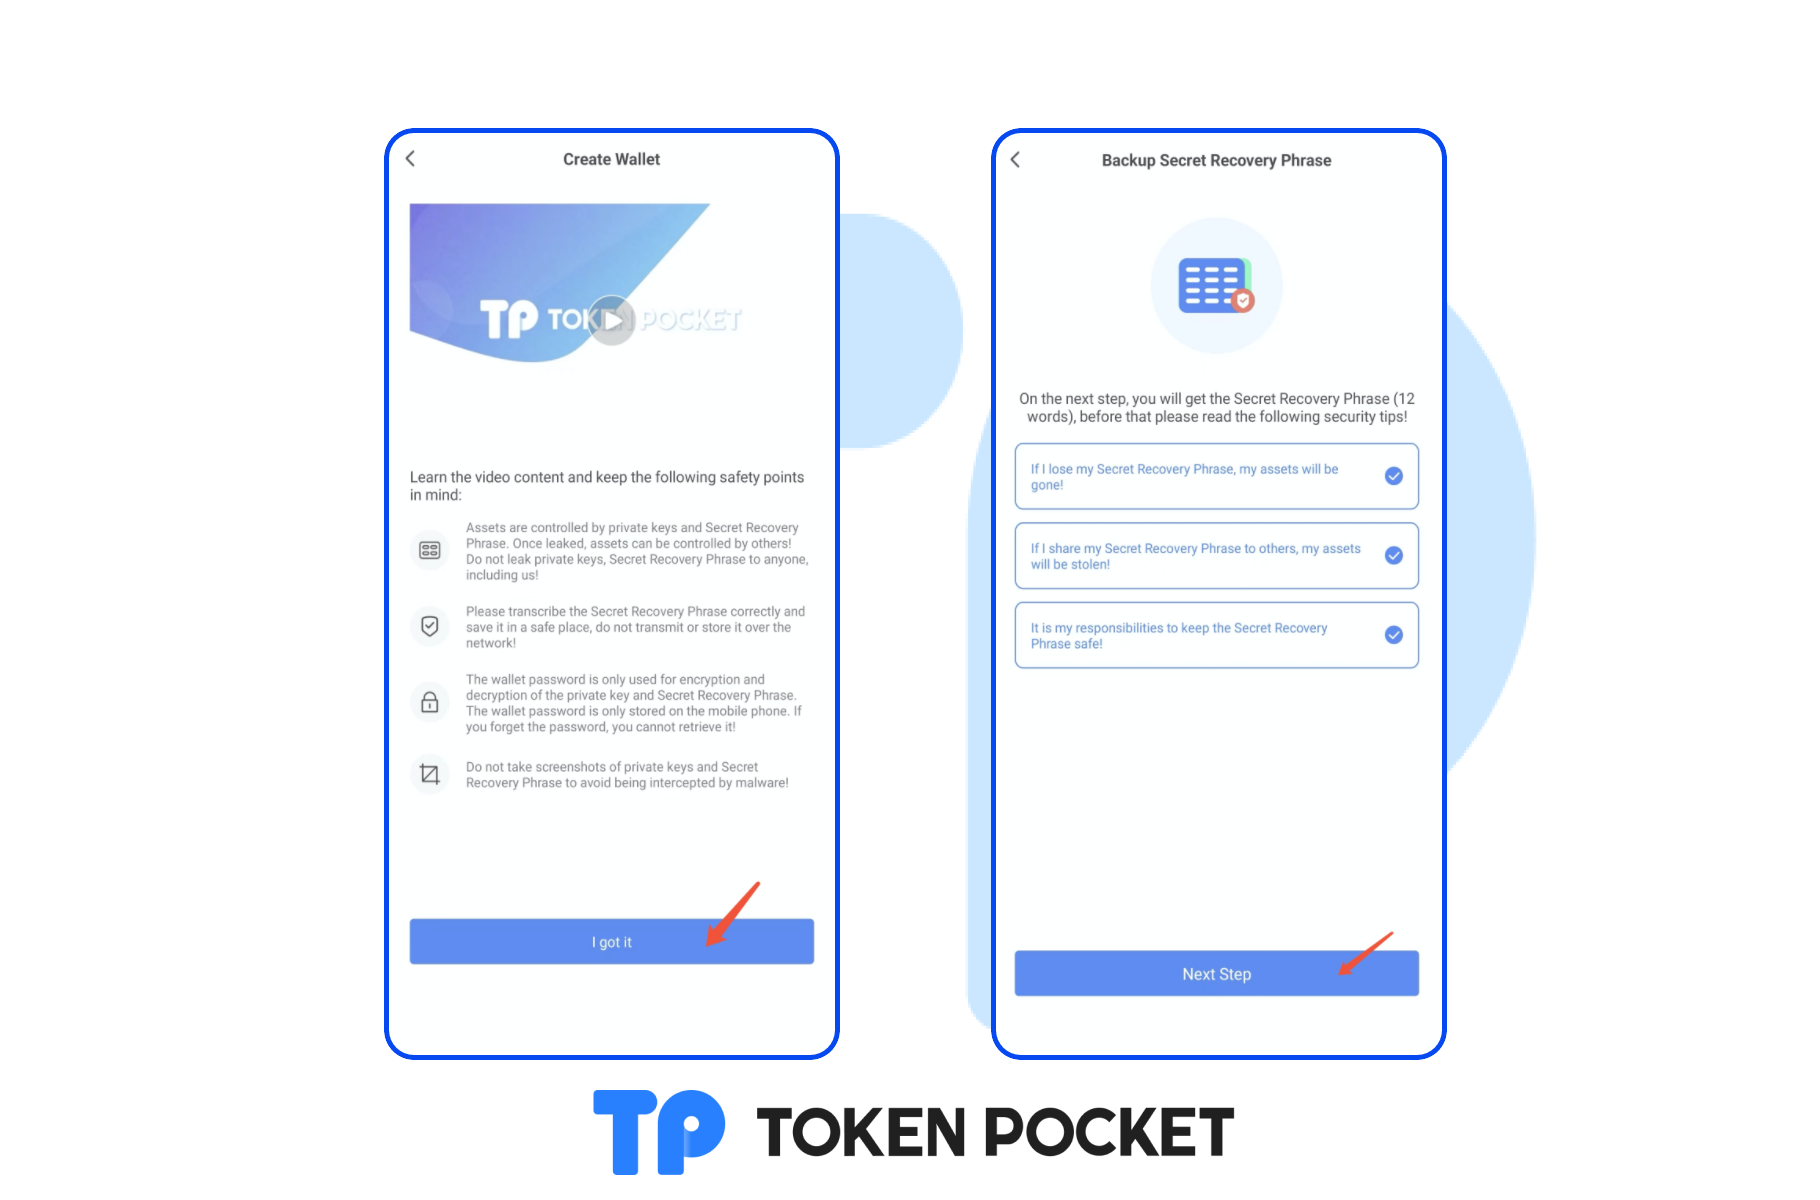 Create Wallet
TP TOKEN POCKET
Learn the video content and keep the following safety points
in mind:
Assets are controlled by private keys and Secret Recovery
Phrase. Once leaked, assets can be controlled by others!
Do not leak private keys, Secret Recovery Phrase to anyone,
including us!
Please transcribe the Secret Recovery Phrase correctly and
save it in a safe place, do not transmit or store it over the
network!
The wallet password is only used for encryption and
decryption of the private key and Secret Recovery Phrase.
The wallet password is only stored on the mobile phone. If
you forget the password, you cannot retrieve it!
Do not take screenshots of private keys and Secret
Recovery Phrase to avoid being intercepted by malware!
I got it
Backup Secret Recovery Phrase
On the next step, you will get the Secret Recovery Phrase (12
words), before that please read the following security tips!
If I lose my Secret Recovery Phrase, my assets will be
gone!
If I share my Secret Recovery Phrase to others, my assets
will be stolen!
It is my responsibilities to keep the Secret Recovery
Phrase safe!
Next Step
TP TOKEN POCKET